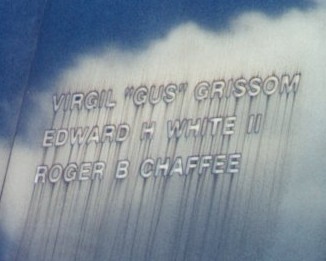 VIRGIL "GUS" GRISSOM
EDWARD H WHITE II
ROGER B CHAFFEE